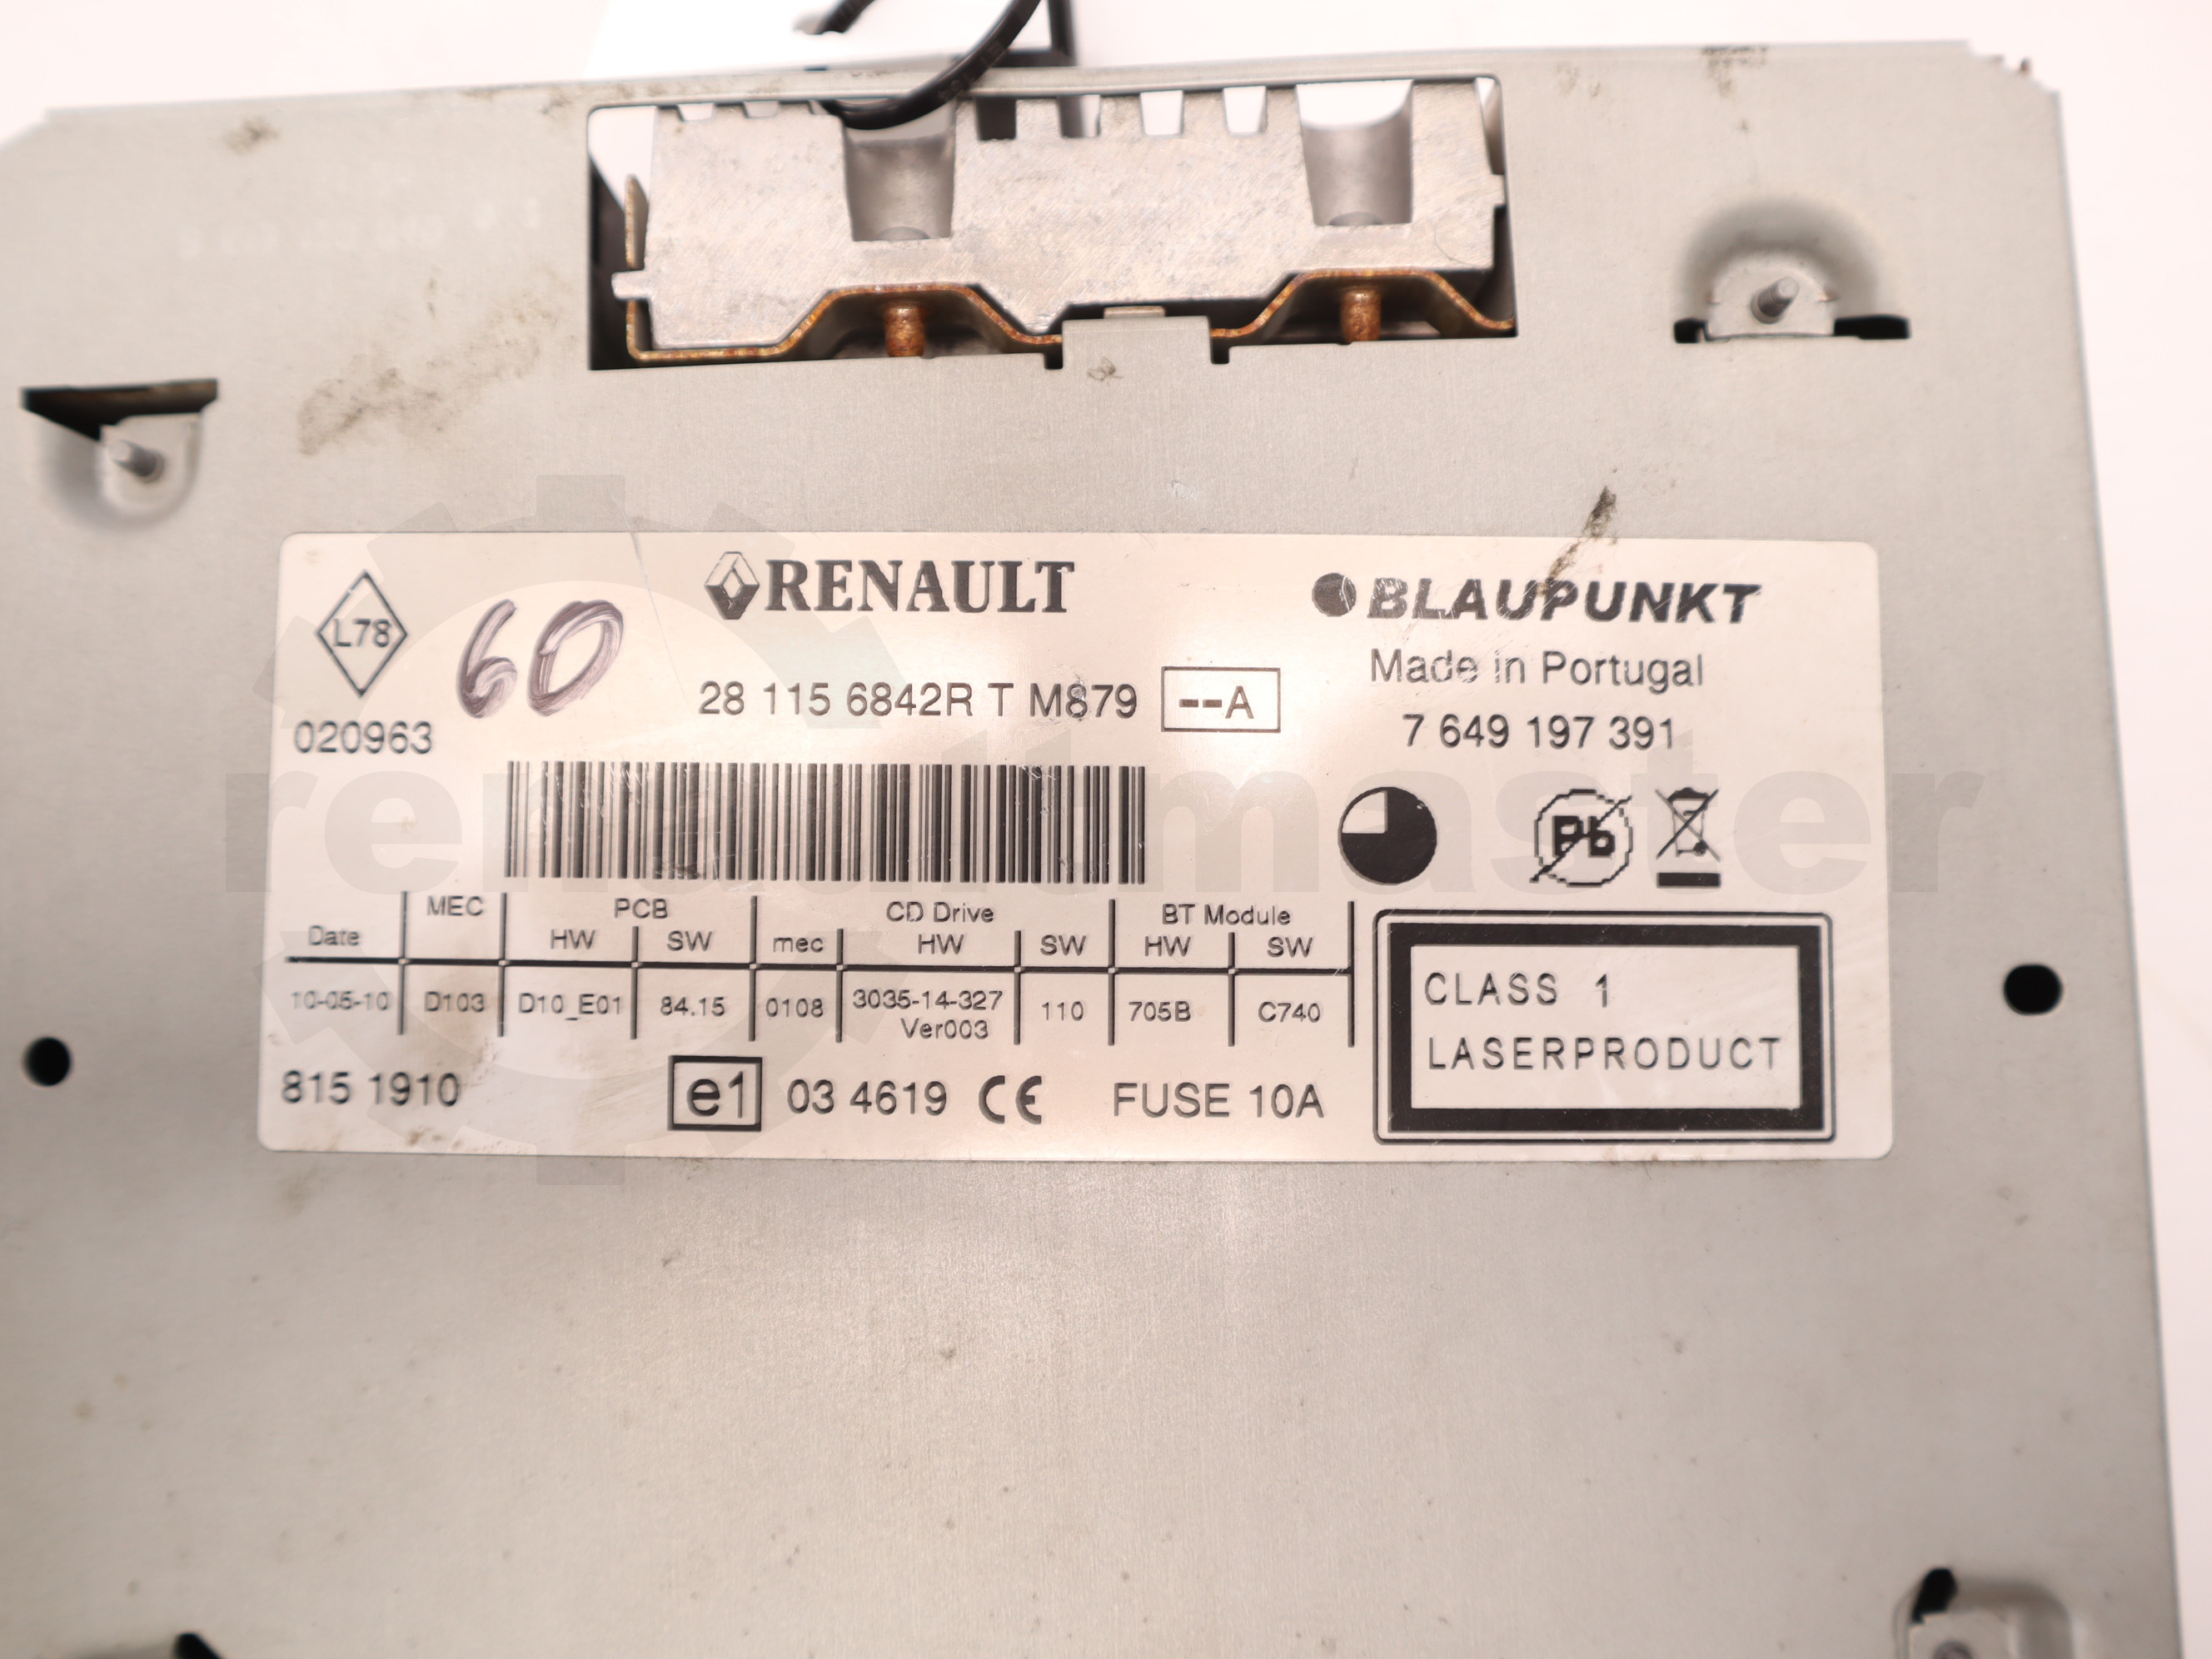 RENAULT
BLAUPUNKT
L78
60
Made in Portugal
28 115 6842R T M879 --A
020963
7 649 197 391
renaultmaster
Pb
MEC PCB CD Drive BT Module
Date HW SW mec HW SW HW SW
10-05-10 D103 D10_E01 84.15 0108 3035-14-327 110 705B C740
Ver003
CLASS 1
LASERPRODUCT
815 1910 e1 03 4619 CE FUSE 10A